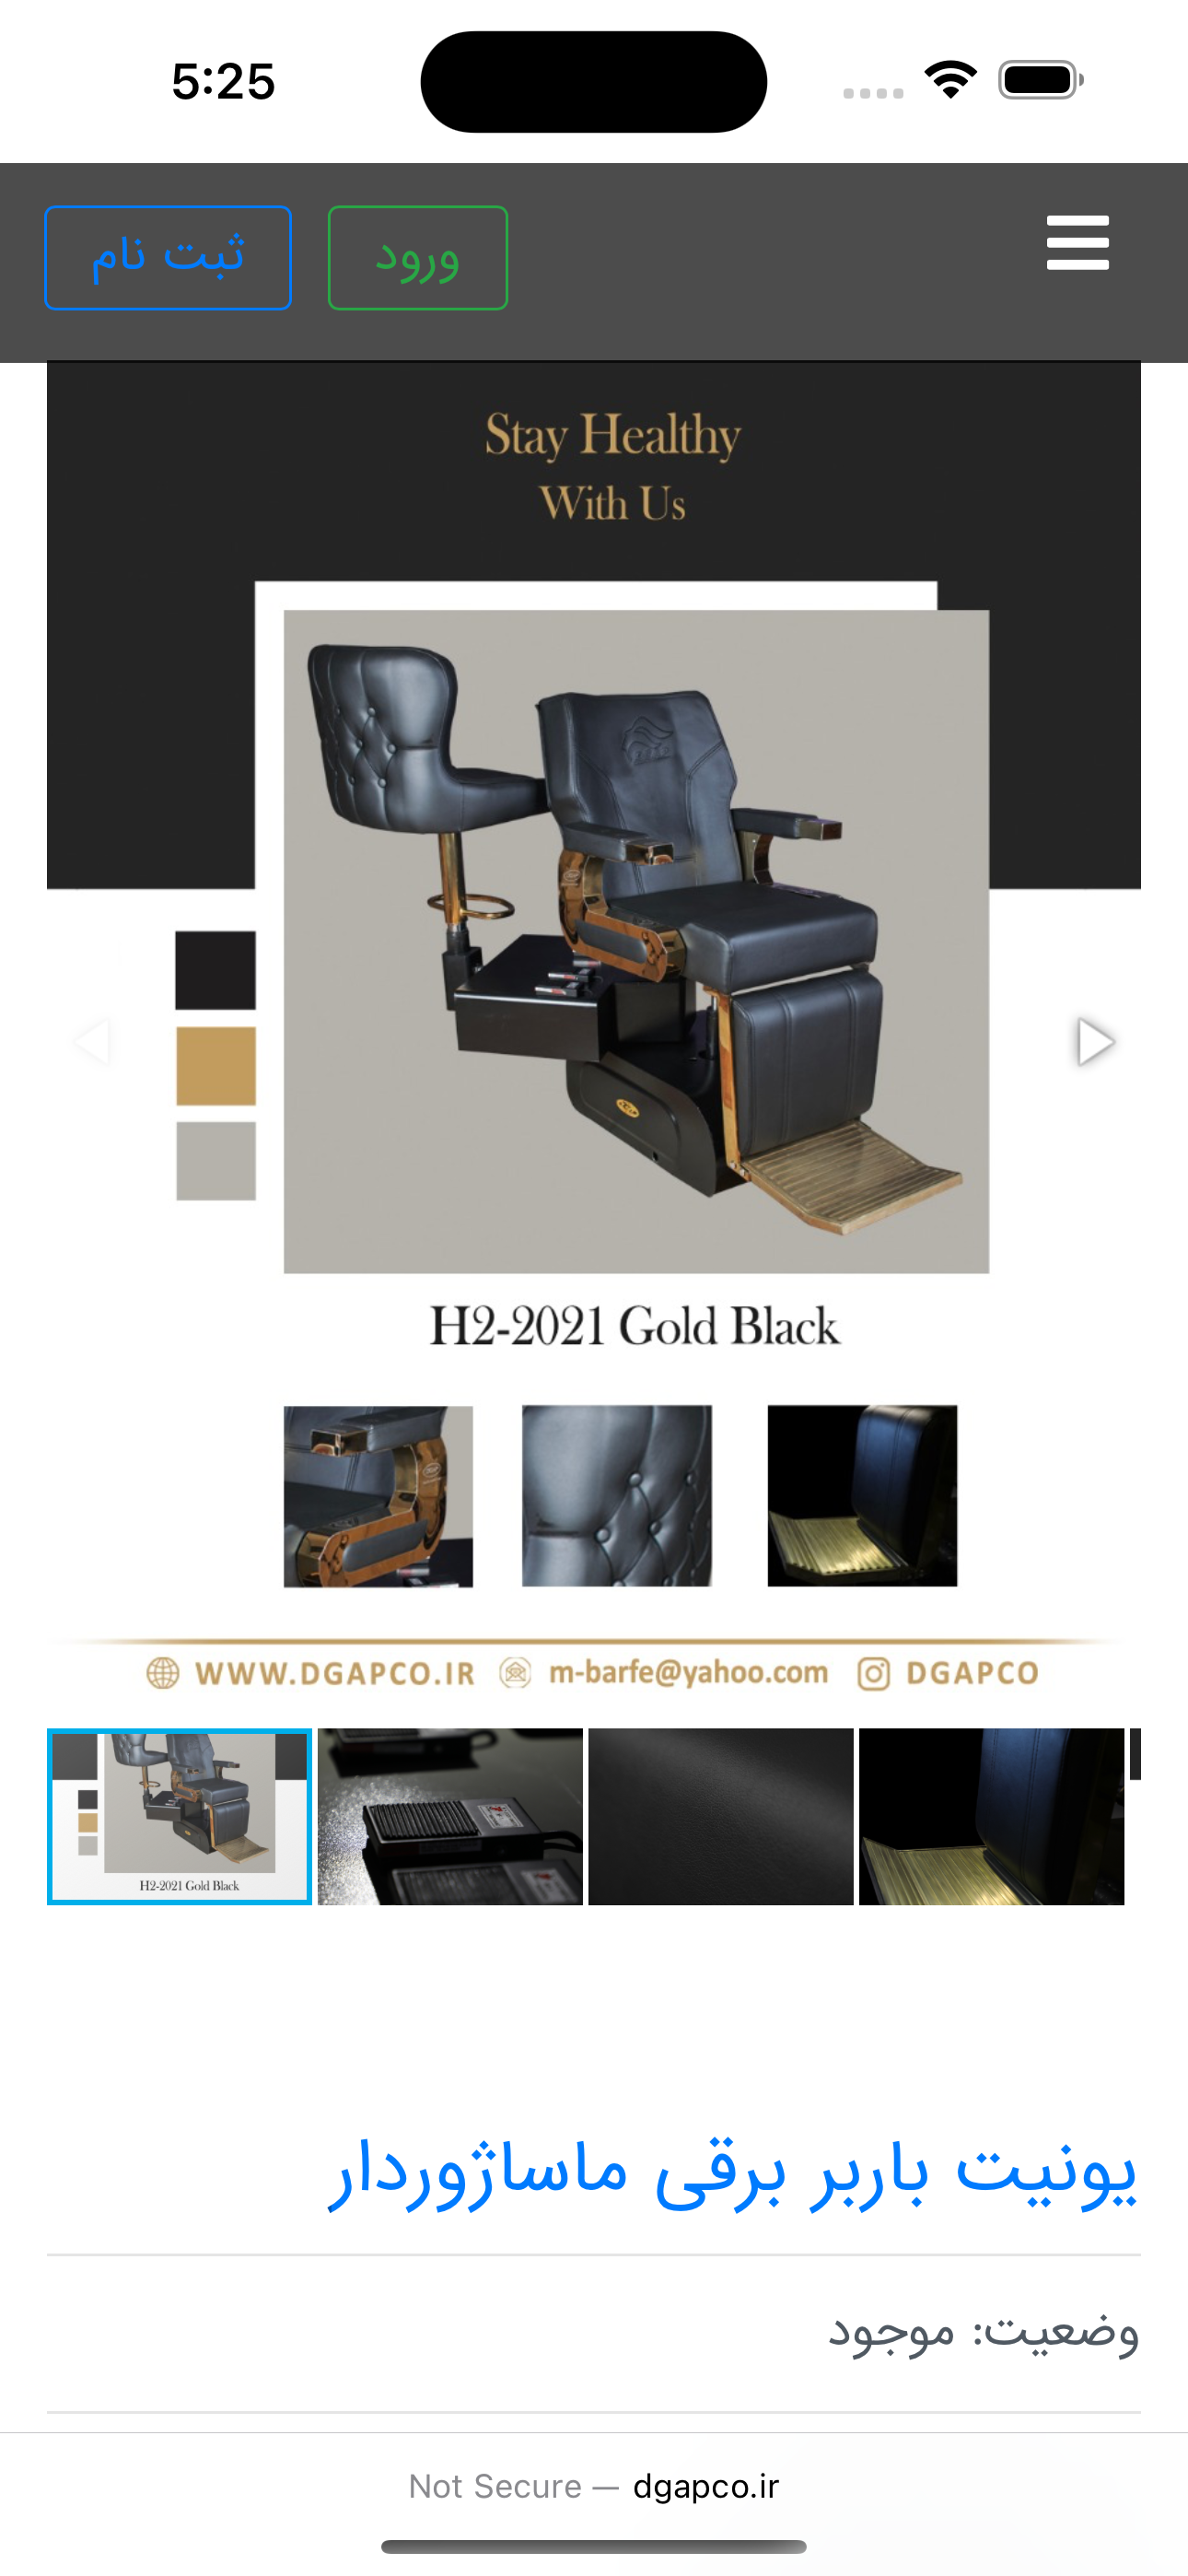 5:25
ثبت نام
ورود
Stay Healthy
With Us
H2-2021 Gold Black
WWW.DGAPCO.IR m-barfe@yahoo.com DGAPCO
H2-2021 Gold Black
یونیت باربر برقی ماساژوردار
وضعیت: موجود
Not Secure — dgapco.ir